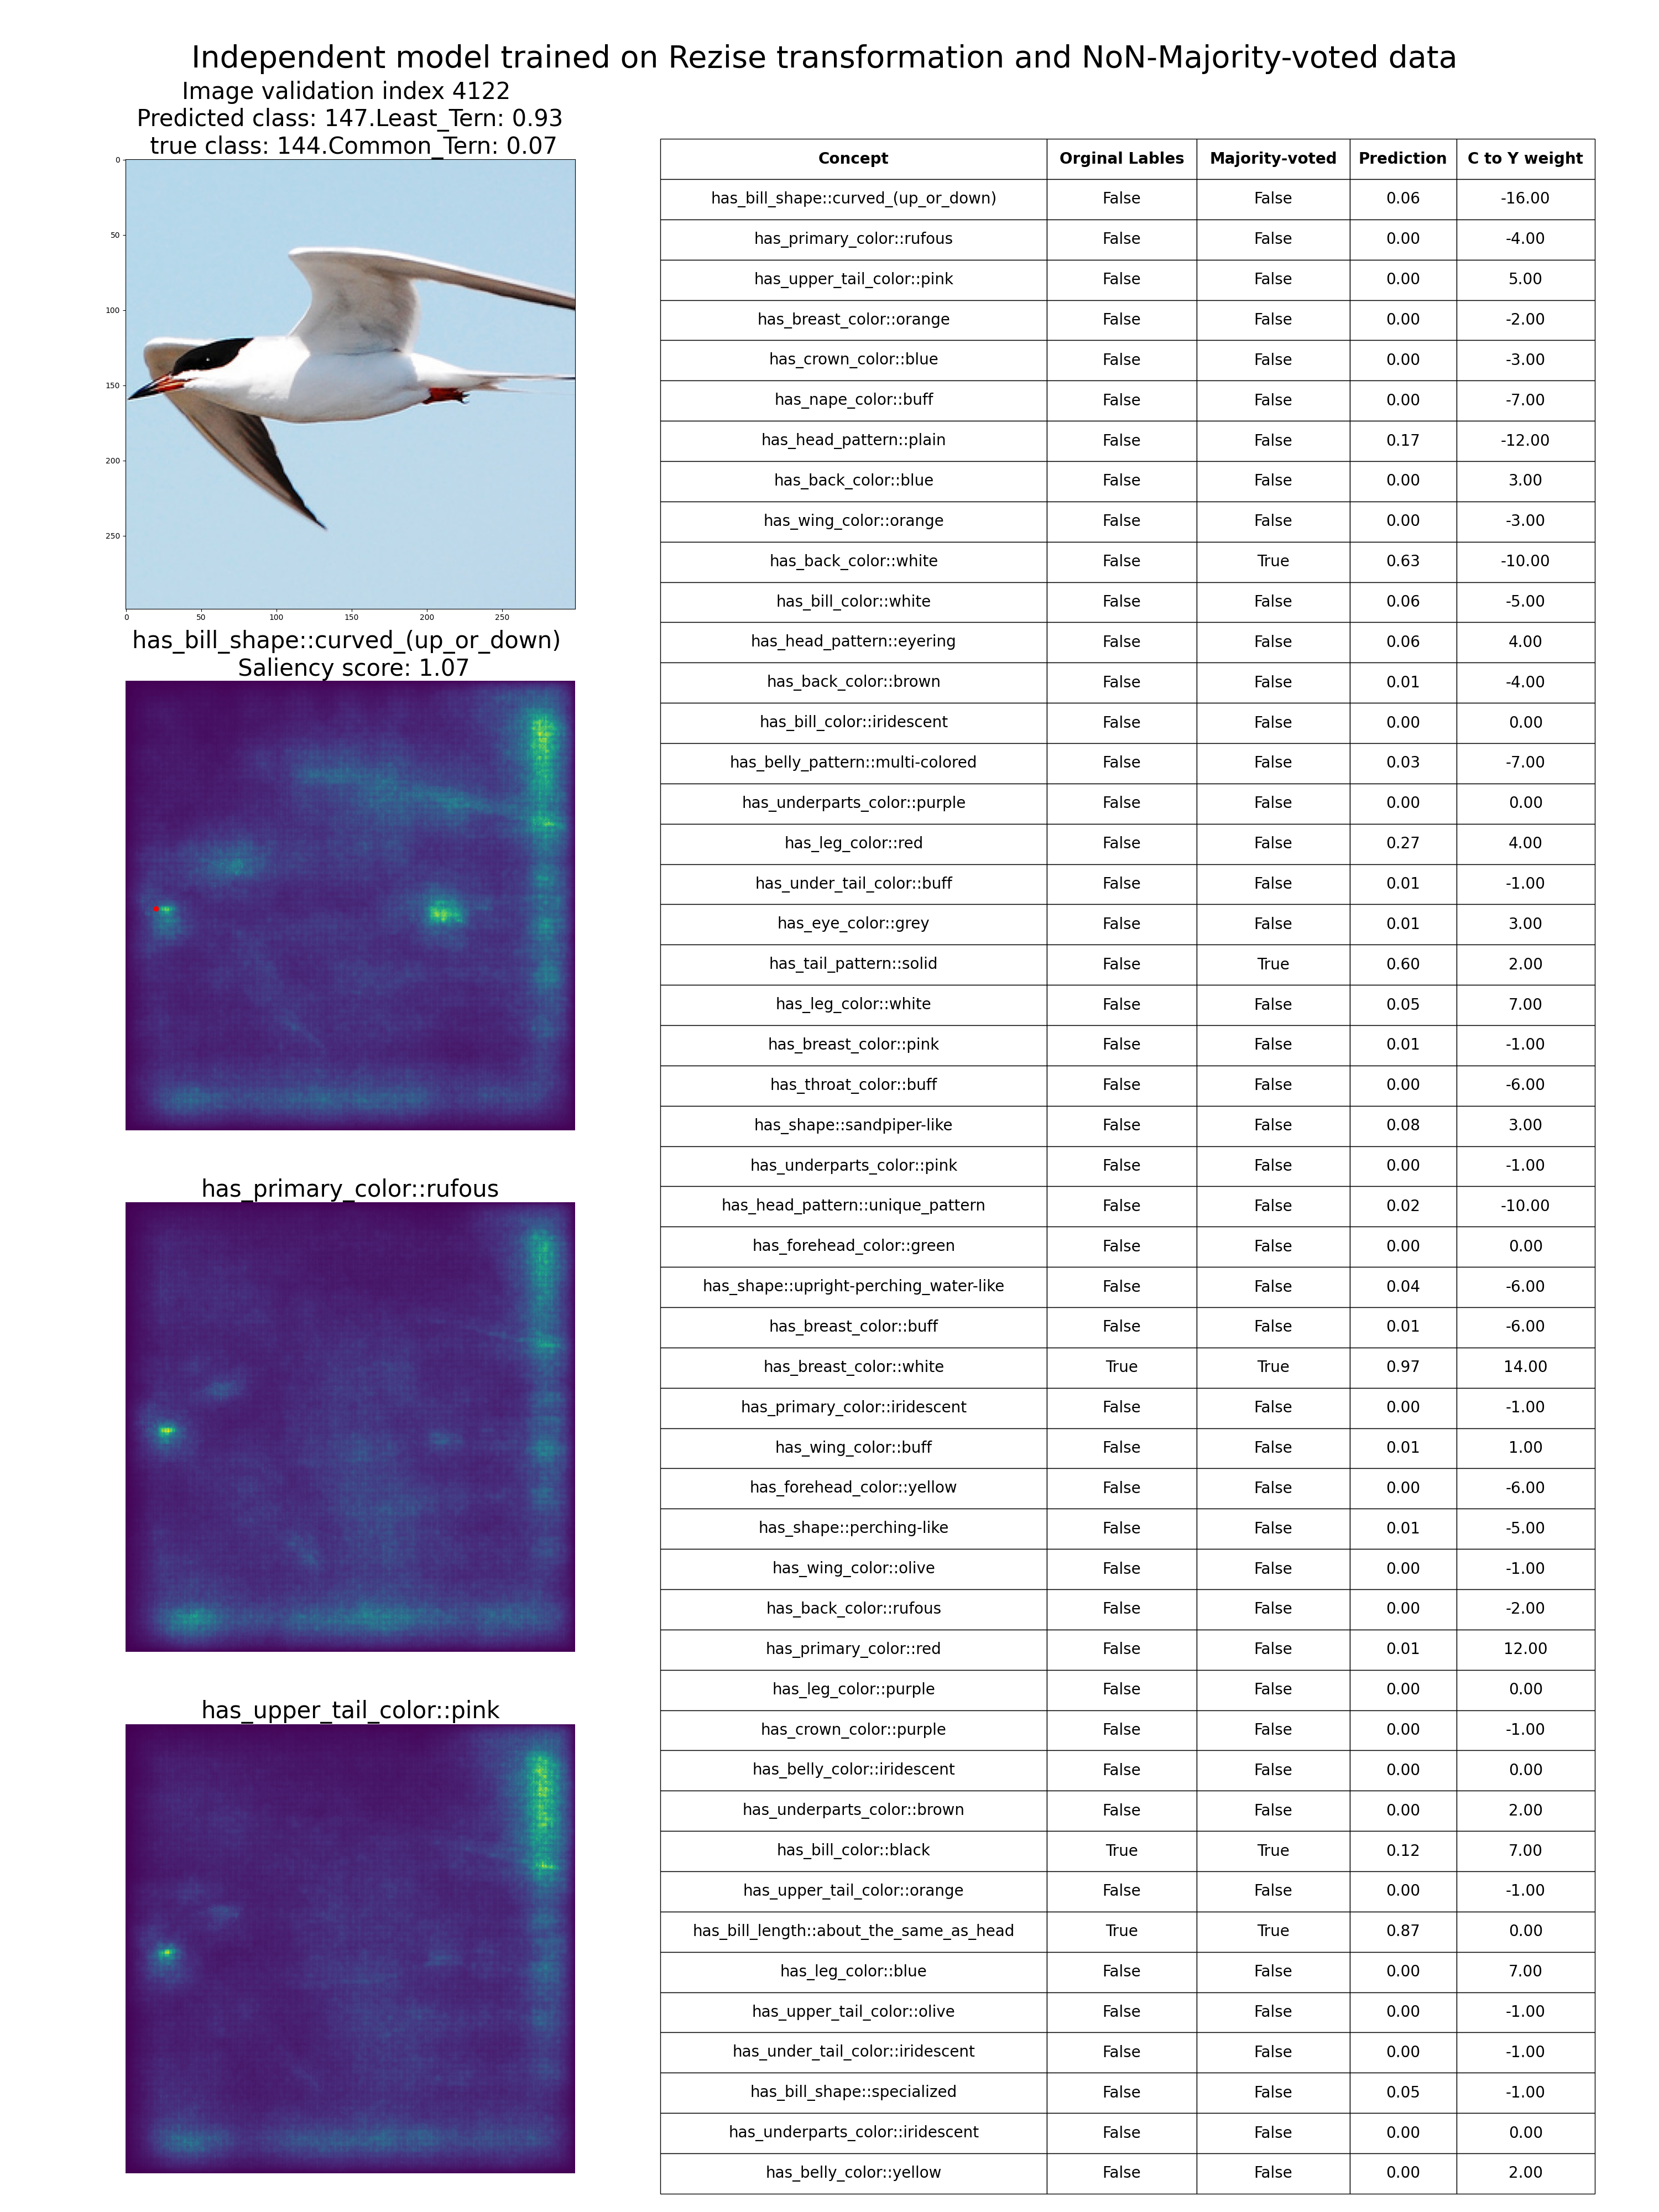 Independent model trained on Rezise transformation and NoN-Majority-voted data
Image validation index 4122
Predicted class: 147.Least_Tern: 0.93
true class: 144.Common_Tern: 0.07
0
50
100
150
200
250
0 50 100 150 200 250
has_bill_shape::curved_(up_or_down)
Saliency score: 1.07
has_primary_color::rufous
has_upper_tail_color::pink
Concept Orginal Lables Majority-voted Prediction C to Y weight
has_bill_shape::curved_(up_or_down) False False 0.06 -16.00
has_primary_color::rufous False False 0.00 -4.00
has_upper_tail_color::pink False False 0.00 5.00
has_breast_color::orange False False 0.00 -2.00
has_crown_color::blue False False 0.00 -3.00
has_nape_color::buff False False 0.00 -7.00
has_head_pattern::plain False False 0.17 -12.00
has_back_color::blue False False 0.00 3.00
has_wing_color::orange False False 0.00 -3.00
has_back_color::white False True 0.63 -10.00
has_bill_color::white False False 0.06 -5.00
has_head_pattern::eyering False False 0.06 4.00
has_back_color::brown False False 0.01 -4.00
has_bill_color::iridescent False False 0.00 0.00
has_belly_pattern::multi-colored False False 0.03 -7.00
has_underparts_color::purple False False 0.00 0.00
has_leg_color::red False False 0.27 4.00
has_under_tail_color::buff False False 0.01 -1.00
has_eye_color::grey False False 0.01 3.00
has_tail_pattern::solid False True 0.60 2.00
has_leg_color::white False False 0.05 7.00
has_breast_color::pink False False 0.01 -1.00
has_throat_color::buff False False 0.00 -6.00
has_shape::sandpiper-like False False 0.08 3.00
has_underparts_color::pink False False 0.00 -1.00
has_head_pattern::unique_pattern False False 0.02 -10.00
has_forehead_color::green False False 0.00 0.00
has_shape::upright-perching_water-like False False 0.04 -6.00
has_breast_color::buff False False 0.01 -6.00
has_breast_color::white True True 0.97 14.00
has_primary_color::iridescent False False 0.00 -1.00
has_wing_color::buff False False 0.01 1.00
has_forehead_color::yellow False False 0.00 -6.00
has_shape::perching-like False False 0.01 -5.00
has_wing_color::olive False False 0.00 -1.00
has_back_color::rufous False False 0.00 -2.00
has_primary_color::red False False 0.01 12.00
has_leg_color::purple False False 0.00 0.00
has_crown_color::purple False False 0.00 -1.00
has_belly_color::iridescent False False 0.00 0.00
has_underparts_color::brown False False 0.00 2.00
has_bill_color::black True True 0.12 7.00
has_upper_tail_color::orange False False 0.00 -1.00
has_bill_length::about_the_same_as_head True True 0.87 0.00
has_leg_color::blue False False 0.00 7.00
has_upper_tail_color::olive False False 0.00 -1.00
has_under_tail_color::iridescent False False 0.00 -1.00
has_bill_shape::specialized False False 0.05 -1.00
has_underparts_color::iridescent False False 0.00 0.00
has_belly_color::yellow False False 0.00 2.00